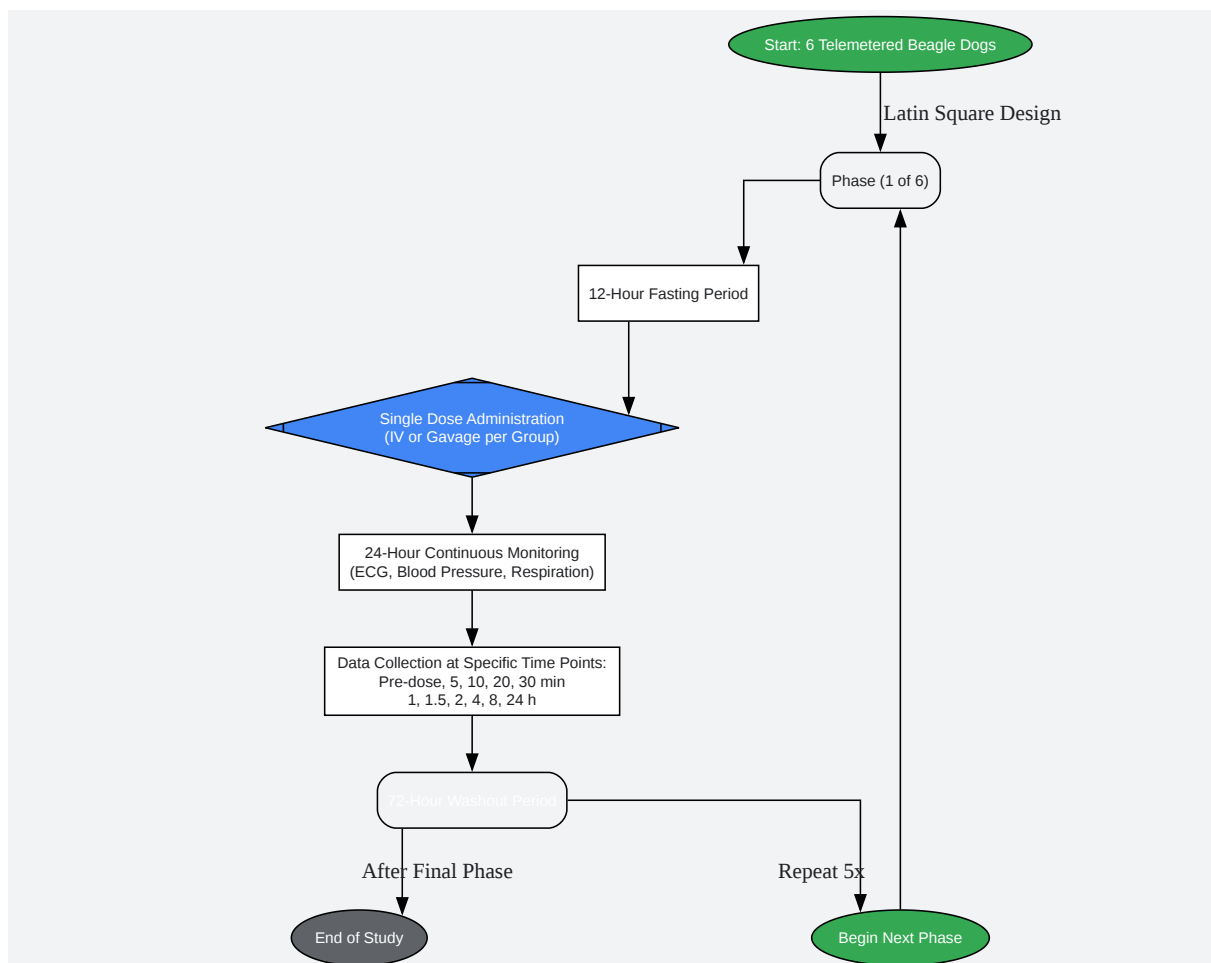 Start: 6 Telemetered Beagle Dogs
Latin Square Design
Phase (1 of 6)
12-Hour Fasting Period
Single Dose Administration
(IV or Gavage per Group)
24-Hour Continuous Monitoring
(ECG, Blood Pressure, Respiration)
Data Collection at Specific Time Points:
Pre-dose, 5, 10, 20, 30 min
1, 1.5, 2, 4, 8, 24 h
72-Hour Washout Period
After Final Phase
Repeat 5x
End of Study
Begin Next Phase